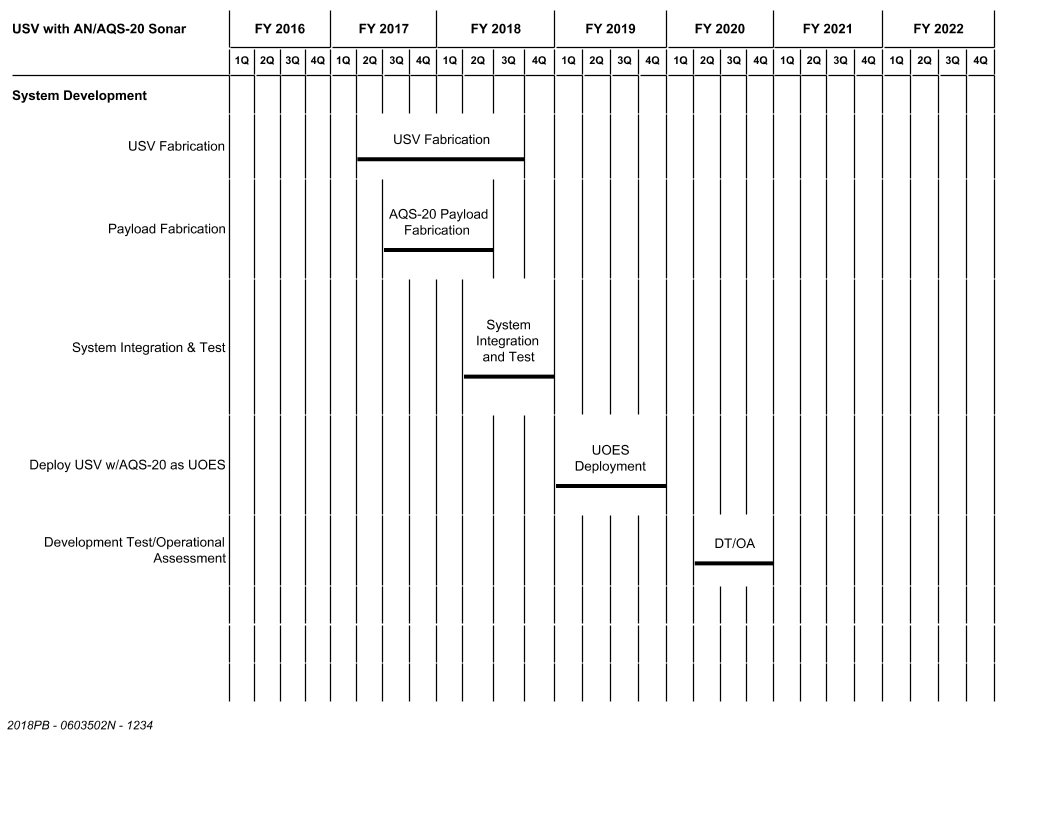 USV with AN/AQS-20 Sonar FY 2016 FY 2017 FY 2018 FY 2019 FY 2020 FY 2021 FY 2022
1Q 2Q 3Q 4Q 1Q 2Q 3Q 4Q 1Q 2Q 3Q 4Q 1Q 2Q 3Q 4Q 1Q 2Q 3Q 4Q 1Q 2Q 3Q 4Q 1Q 2Q 3Q 4Q
System Development
USV Fabrication
USV Fabrication
Payload Fabrication
AQS-20 Payload
Fabrication
System Integration & Test
System
Integration
and Test
Deploy USV w/AQS-20 as UOES
UOES
Deployment
Development Test/Operational
Assessment
DT/OA
2018PB - 0603502N - 1234